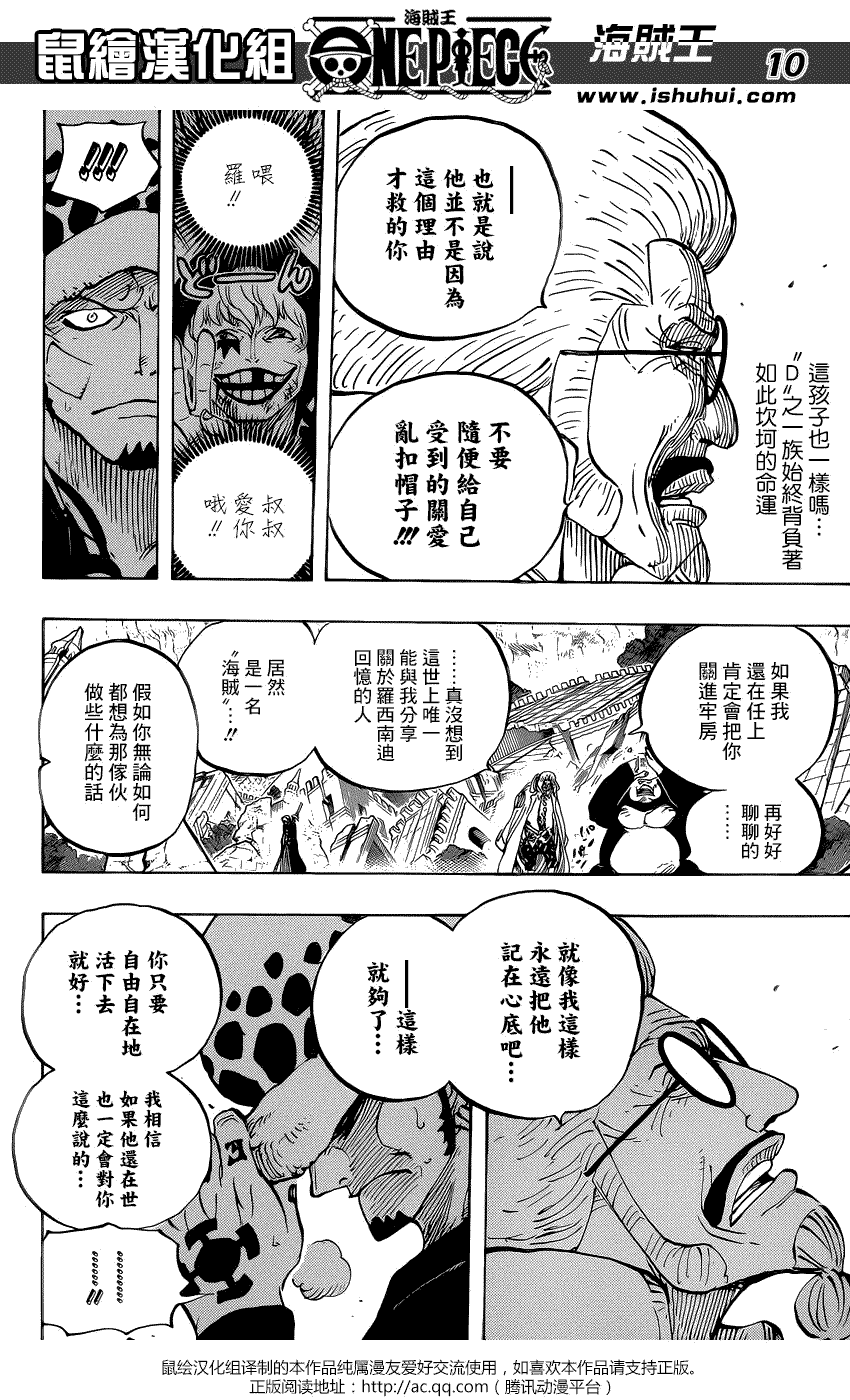 鼠繪漢化組
海賊王
ONE PIECE
海賊王
10
www.ishuhui.com
——
也就是說
他並不是因為
這個理由
才救的你
這孩子也一樣嗎…
〝D〞之一族始終背負著
如此坎坷的命運
不要
隨便給自己
受到的關愛
亂扣帽子!!!
喂
羅
!!
どーん
叔叔
愛你
哦!!
!!!
如果我
還在任上
肯定會把你
關進牢房
再好好
聊聊的
……
……真沒想到
這世上唯一
能與我分享
關於羅西南迪
回憶的人
居然
是一名
〝海賊〞…!!
假如你無論如何
都想為那傢伙
做些什麼的話
就像我這樣
永遠把他
記在心底吧…
——這樣
就夠了…
你只要
自由自在地
活下去
就好…
我相信
如果他還在世
也一定會對你
這麼說的…
………
………!!
E
鼠绘汉化组译制的本作品纯属漫友爱好交流使用，如喜欢本作品请支持正版。
正版阅读地址：http://ac.qq.com（腾讯动漫平台）